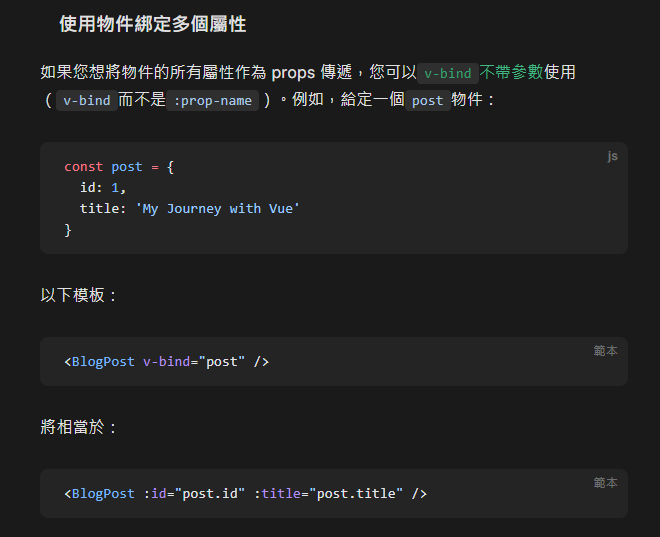 使用物件綁定多個屬性
如果您想將物件的所有屬性作為 props 傳遞，您可以 v-bind 不帶參數使用
（ v-bind 而不是 :prop-name ）。例如，給定一個 post 物件：
js
const post = {
  id: 1,
  title: 'My Journey with Vue'
}
以下模板：
範本
<BlogPost v-bind="post" />
將相當於：
範本
<BlogPost :id="post.id" :title="post.title" />